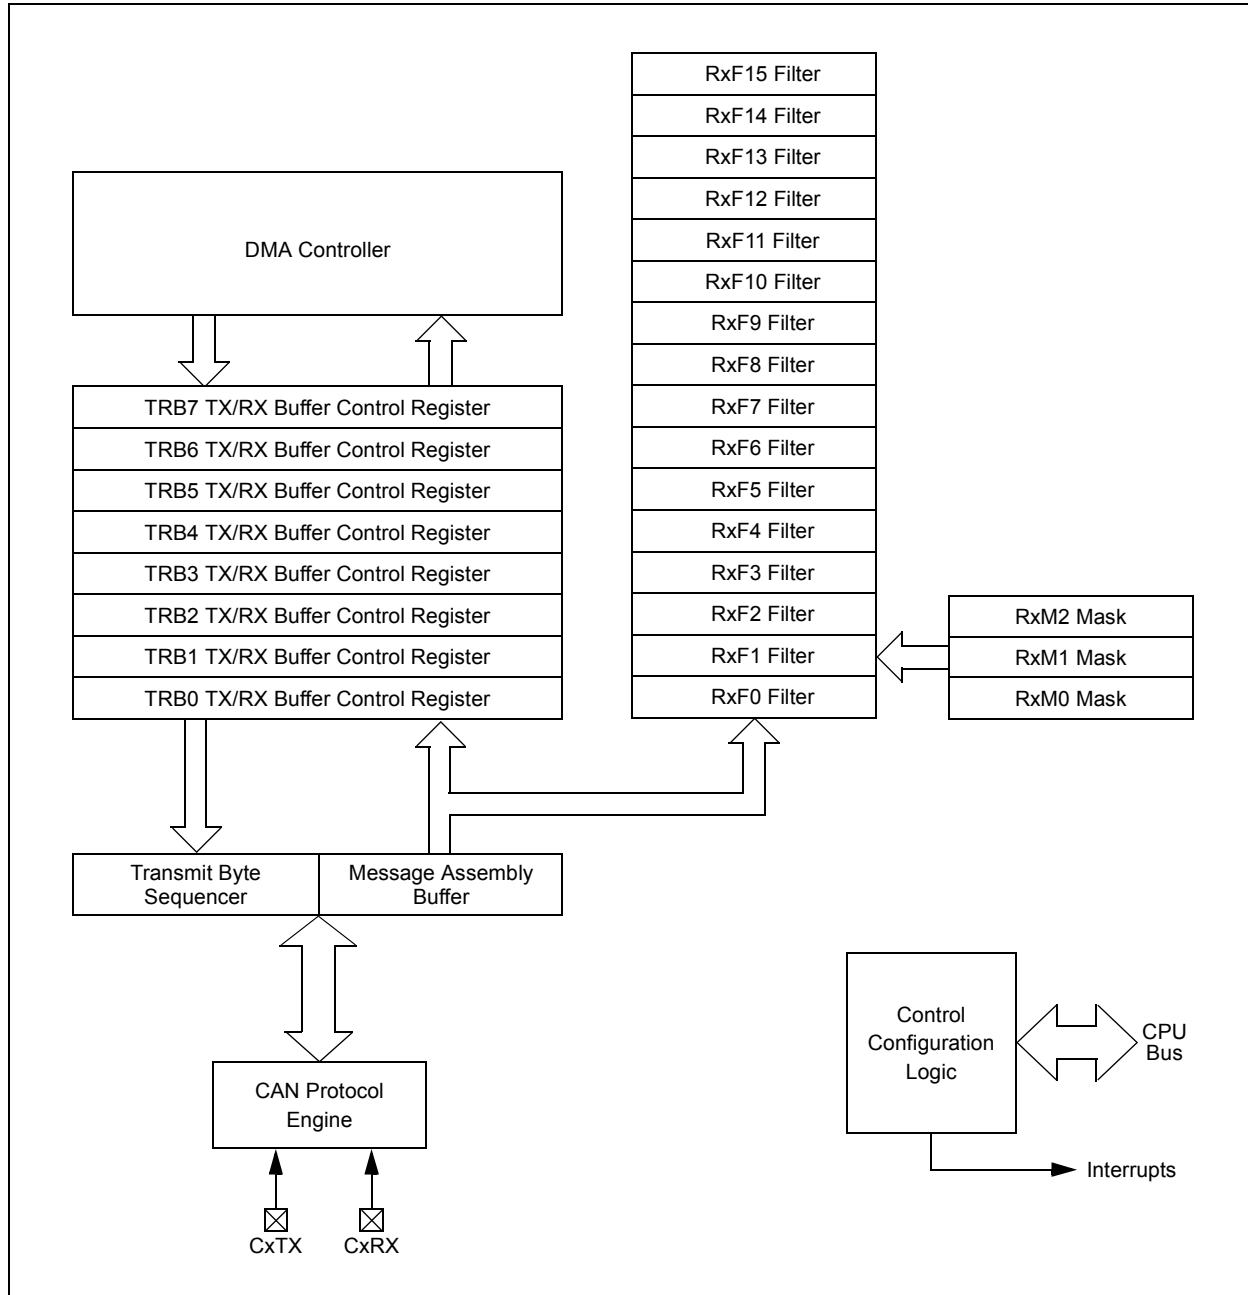 RxF15 Filter
RxF14 Filter
RxF13 Filter
RxF12 Filter
RxF11 Filter
RxF10 Filter
RxF9 Filter
RxF8 Filter
RxF7 Filter
RxF6 Filter
RxF5 Filter
RxF4 Filter
RxF3 Filter
RxF2 Filter
RxF1 Filter
RxF0 Filter
DMA Controller
TRB7 TX/RX Buffer Control Register
TRB6 TX/RX Buffer Control Register
TRB5 TX/RX Buffer Control Register
TRB4 TX/RX Buffer Control Register
TRB3 TX/RX Buffer Control Register
TRB2 TX/RX Buffer Control Register
TRB1 TX/RX Buffer Control Register
TRB0 TX/RX Buffer Control Register
RxM2 Mask
RxM1 Mask
RxM0 Mask
Transmit Byte
Sequencer
Message Assembly
Buffer
CAN Protocol
Engine
CxTX
CxRX
Control
Configuration
Logic
CPU
Bus
Interrupts